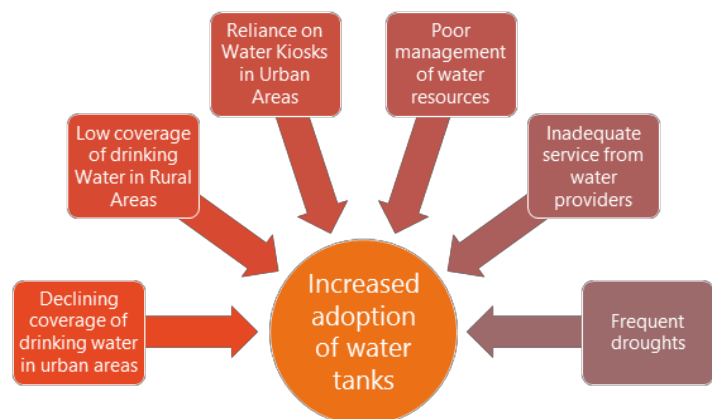 Reliance on
Water Kiosks
in Urban
Areas
Poor
management
of water
resources
Low coverage
of drinking
Water in Rural
Areas
Inadequate
service from
water
providers
Declining
coverage of
drinking water
in urban areas
Increased
adoption
of water
tanks
Frequent
droughts